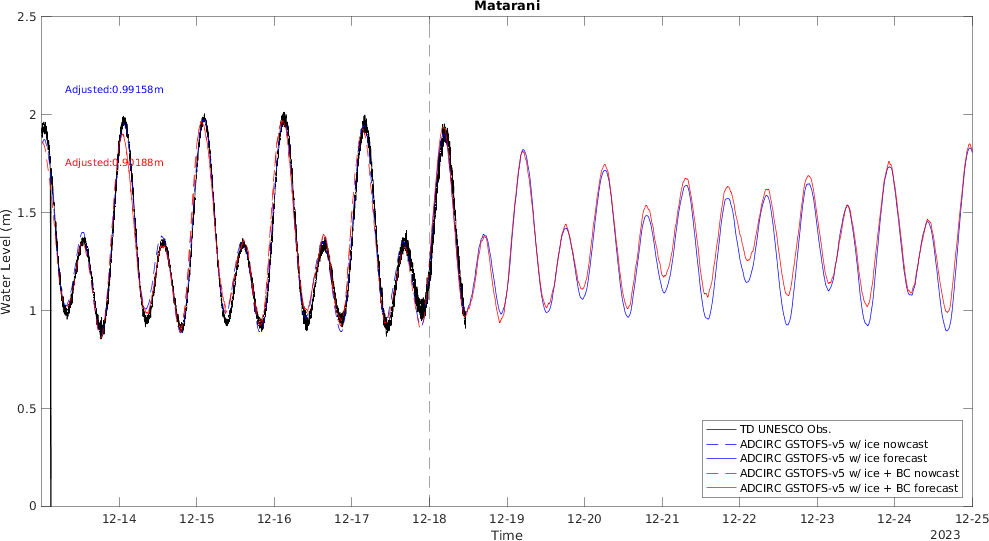 Matarani
2.5
2
1.5
1
0.5
0
Water Level (m)
Adjusted:0.99158m
Adjusted:0.90188m
TD UNESCO Obs.
ADCIRC GSTOFS-v5 w/ ice nowcast
ADCIRC GSTOFS-v5 w/ ice forecast
ADCIRC GSTOFS-v5 w/ ice + BC nowcast
ADCIRC GSTOFS-v5 w/ ice + BC forecast
12-14 12-15 12-16 12-17 12-18 12-19 12-20 12-21 12-22 12-23 12-24 12-25
Time
2023